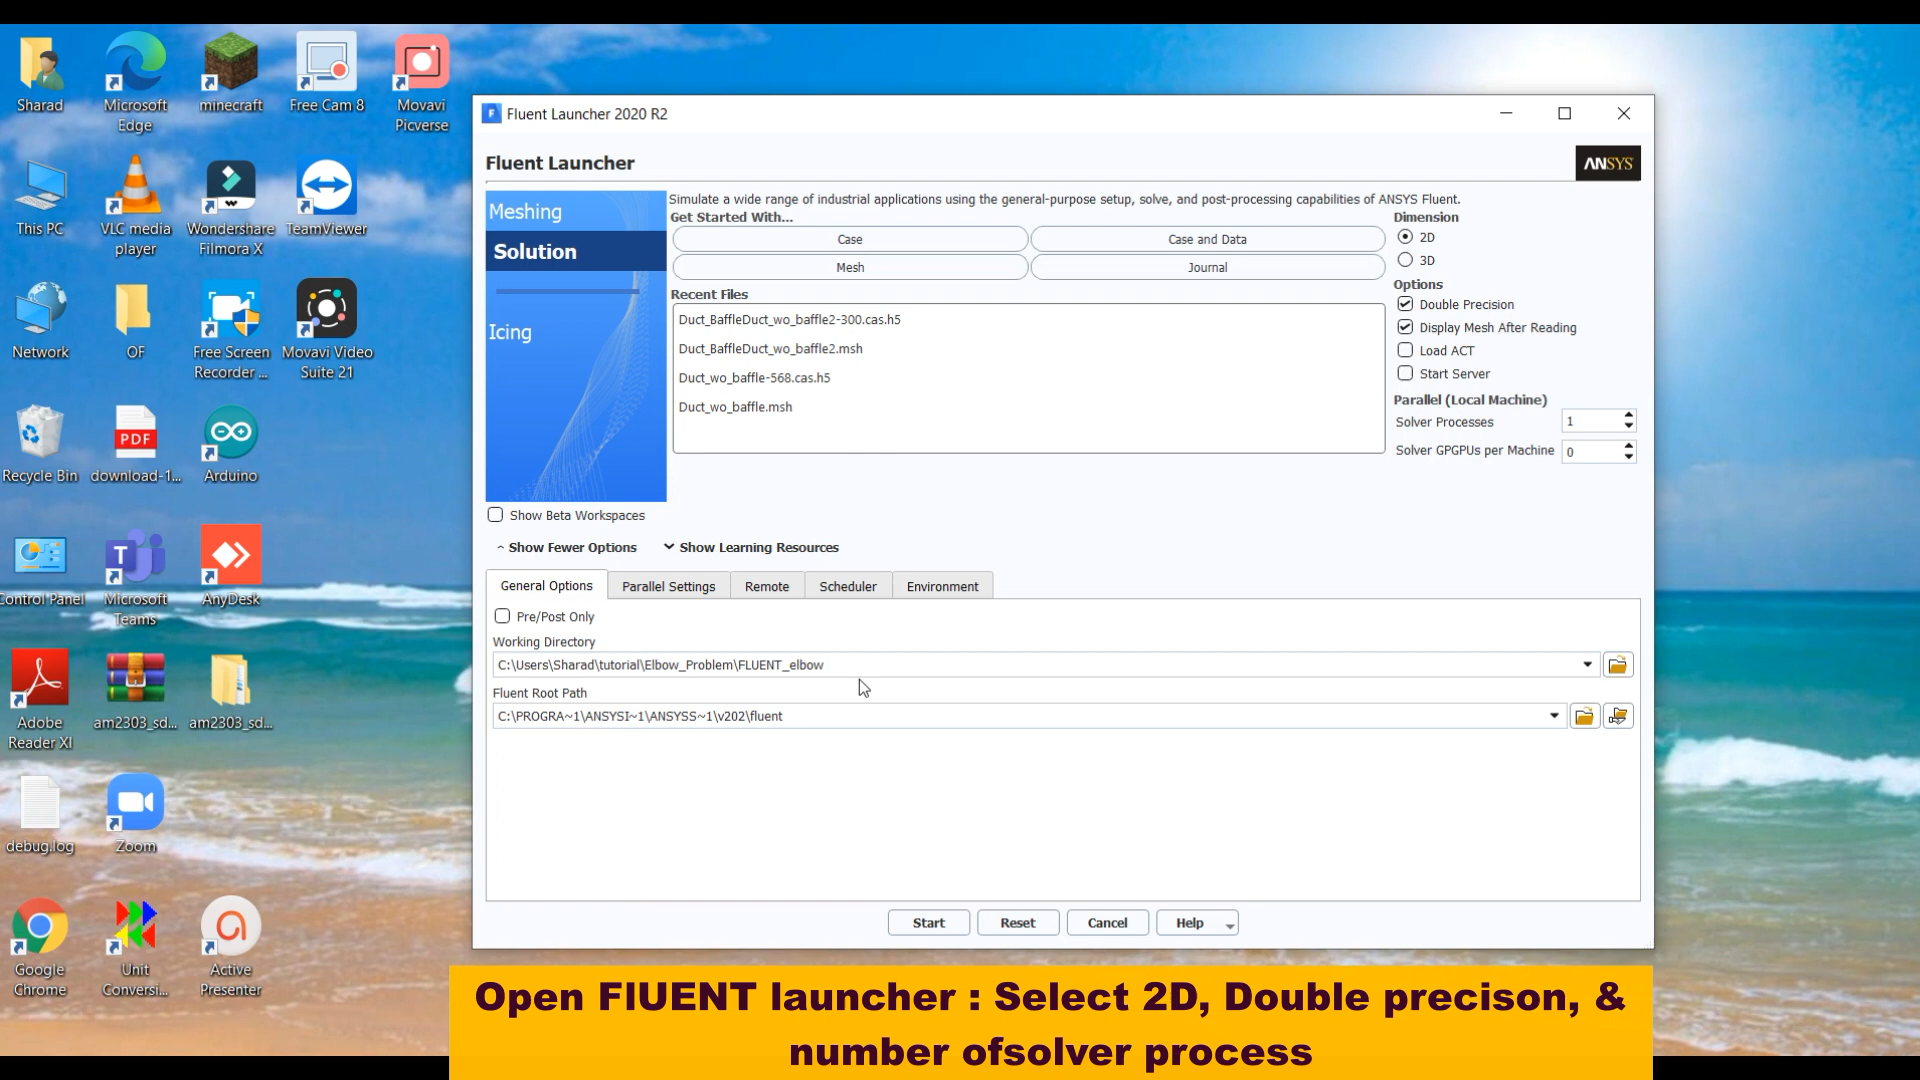 Sharad
Microsoft
Edge
minecraft
Free Cam 8
Movavi
Picverse
This PC
VLC media
player
Wondershare
Filmora X
TeamViewer
Network
OF
Free Screen
Recorder ...
Movavi Video
Suite 21
Recycle Bin
PDF
download-1...
Arduino
Control Panel
Microsoft
Teams
AnyDesk
Adobe
Reader XI
am2303_sd...
am2303_sd...
debug.log
Zoom
Google
Chrome
Unit
Conversi...
Active
Presenter
Fluent Launcher 2020 R2
Fluent Launcher
ANSYS
Meshing
Solution
Icing
Simulate a wide range of industrial applications using the general-purpose setup, solve, and post-processing capabilities of ANSYS Fluent.
Get Started With...
Case
Case and Data
Mesh
Journal
Recent Files
Duct_BaffleDuct_wo_baffle2-300.cas.h5
Duct_BaffleDuct_wo_baffle2.msh
Duct_wo_baffle-568.cas.h5
Duct_wo_baffle.msh
Dimension
2D
3D
Options
Double Precision
Display Mesh After Reading
Load ACT
Start Server
Parallel (Local Machine)
Solver Processes 1
Solver GPGPUs per Machine 0
Show Beta Workspaces
Show Fewer Options
Show Learning Resources
General Options
Parallel Settings
Remote
Scheduler
Environment
Pre/Post Only
Working Directory
C:\Users\Sharad\tutorial\Elbow_Problem\FLUENT_elbow
Fluent Root Path
C:\PROGRA~1\ANSYSI~1\ANSYSS~1\v202\fluent
Start
Reset
Cancel
Help
Open FlUENT launcher : Select 2D, Double precison, &
number ofsolver process